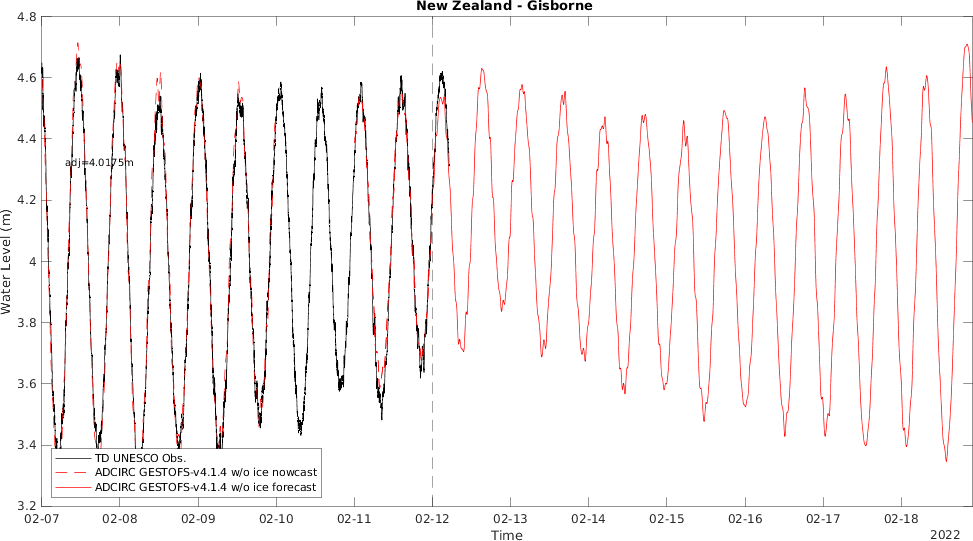 New Zealand - Gisborne
4.8
4.6
4.4
4.2
4
3.8
3.6
3.4
3.2
Water Level (m)
adj=4.0175m
TD UNESCO Obs.
ADCIRC GESTOFS-v4.1.4 w/o ice nowcast
ADCIRC GESTOFS-v4.1.4 w/o ice forecast
02-07 02-08 02-09 02-10 02-11 02-12 02-13 02-14 02-15 02-16 02-17 02-18
Time
2022